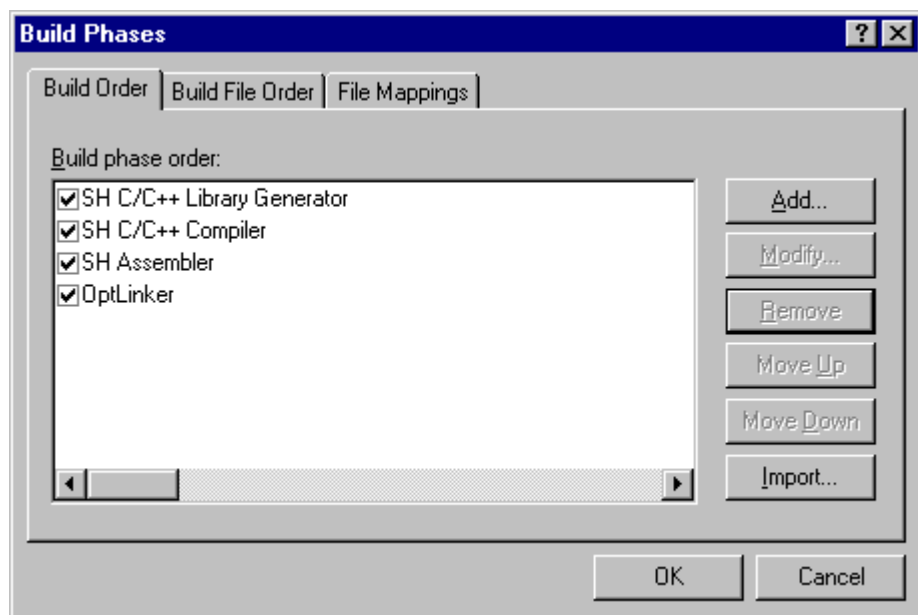 Build Phases
Build Order Build File Order File Mappings
Build phase order:
SH C/C++ Library Generator
SH C/C++ Compiler
SH Assembler
OptLinker
Add...
Modify...
Remove
Move Up
Move Down
Import...
OK Cancel